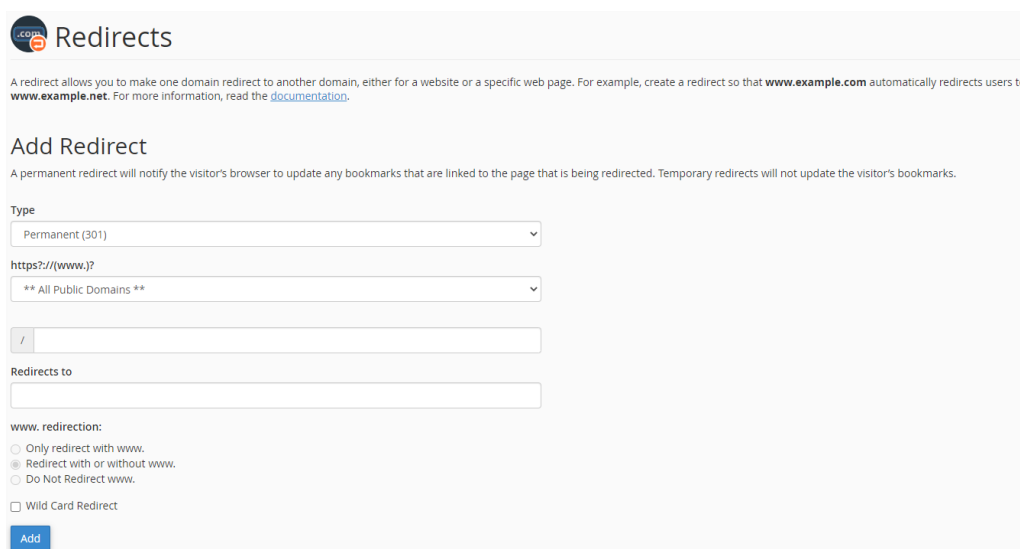 .com
Redirects
A redirect allows you to make one domain redirect to another domain, either for a website or a specific web page. For example, create a redirect so that www.example.com automatically redirects users
www.example.net. For more information, read the documentation.
Add Redirect
A permanent redirect will notify the visitor's browser to update any bookmarks that are linked to the page that is being redirected. Temporary redirects will not update the visitor's bookmarks.
Type
Permanent (301)
https?://(www.)?
** All Public Domains **
/
Redirects to
www. redirection:
Only redirect with www.
Redirect with or without www.
Do Not Redirect www.
Wild Card Redirect
Add